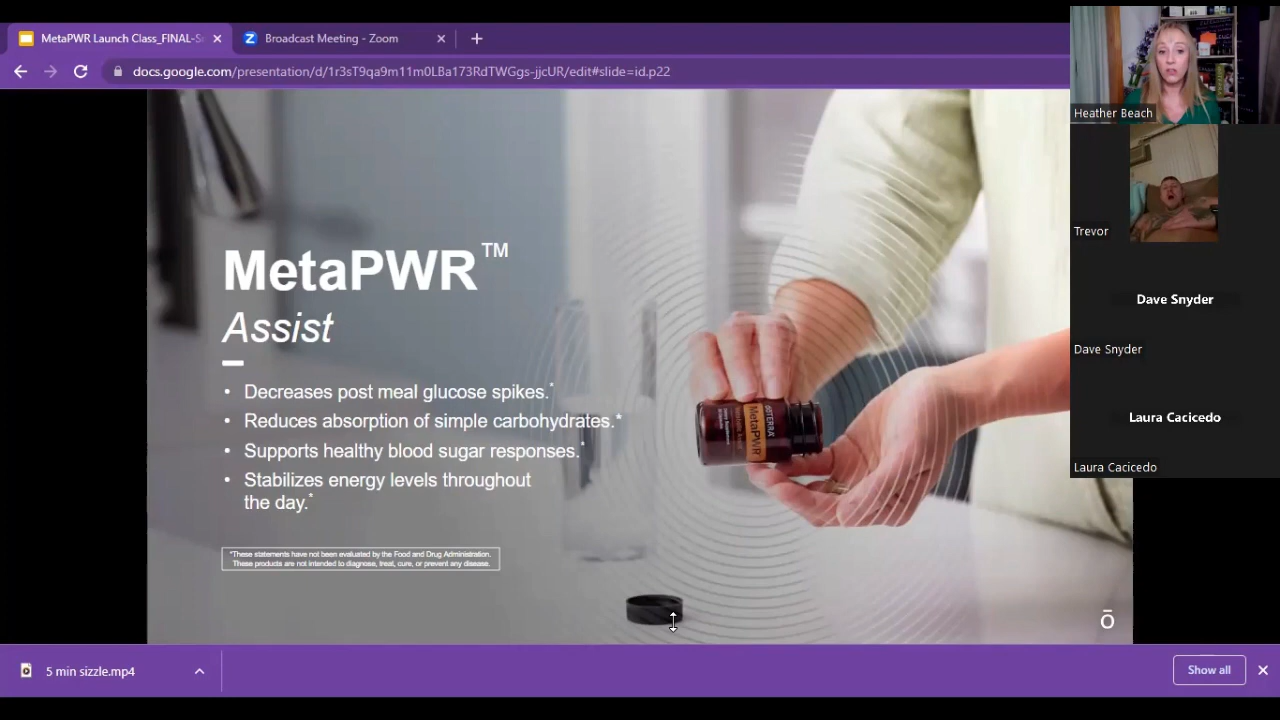 MetaPWR Launch Class_FINAL-S
Broadcast Meeting - Zoom
docs.google.com/presentation/d/1r3sT9qa9m11m0LBa173RdTWGgs-jjcUR/edit#slide=id.p22
Heather Beach
Trevor
Dave Snyder
Dave Snyder
Laura Cacicedo
Laura Cacicedo
MetaPWR™
Assist
• Decreases post meal glucose spikes.*
• Reduces absorption of simple carbohydrates.*
• Supports healthy blood sugar responses.*
• Stabilizes energy levels throughout
the day.*
*These statements have not been evaluated by the Food and Drug Administration.
These products are not intended to diagnose, treat, cure, or prevent any disease.
dōTERRA
MetaPWR
ō
5 min sizzle.mp4
Show all